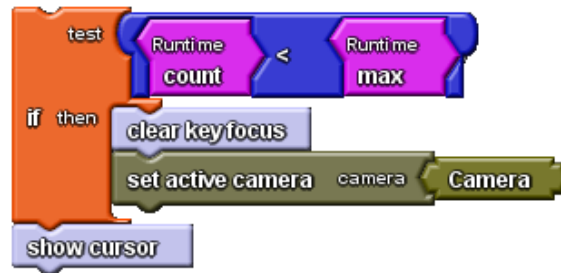 test Runtime count < Runtime max
if then clear key focus
set active camera camera Camera
show cursor